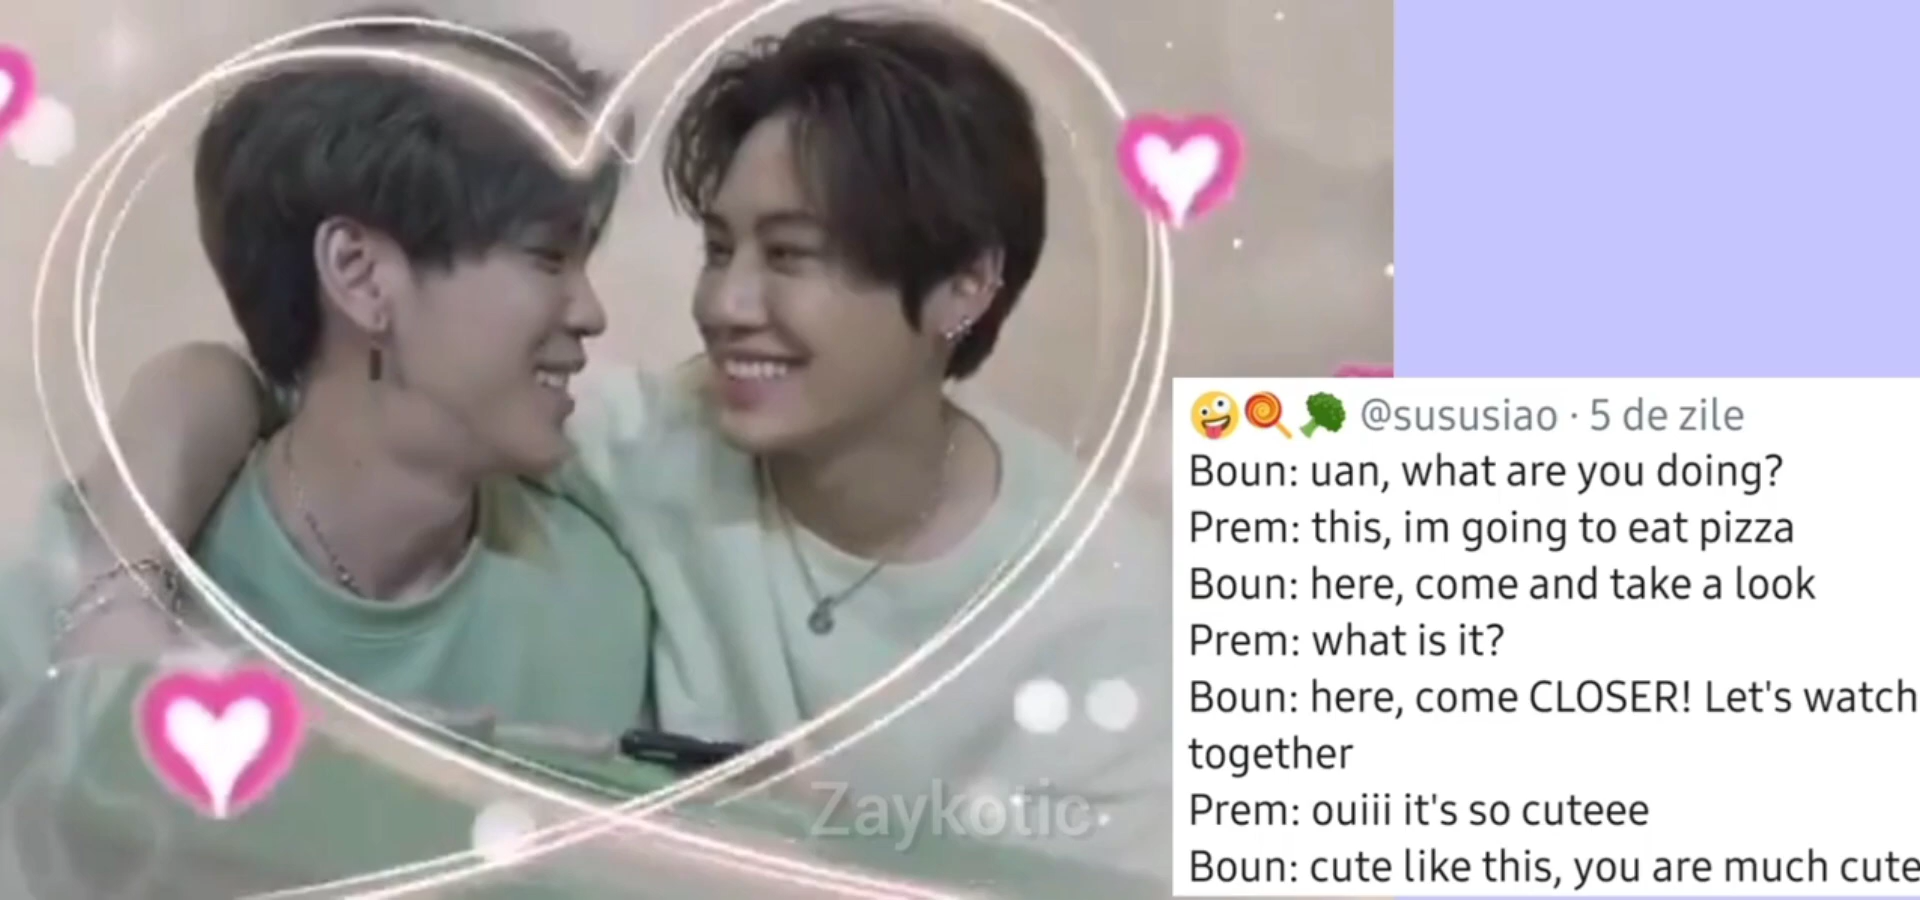 🤪🍭🥦 @sususiao · 5 de zile
Boun: uan, what are you doing?
Prem: this, im going to eat pizza
Boun: here, come and take a look
Prem: what is it?
Boun: here, come CLOSER! Let's watch
together
Prem: ouiii it's so cuteee
Boun: cute like this, you are much cute
Zaykotic